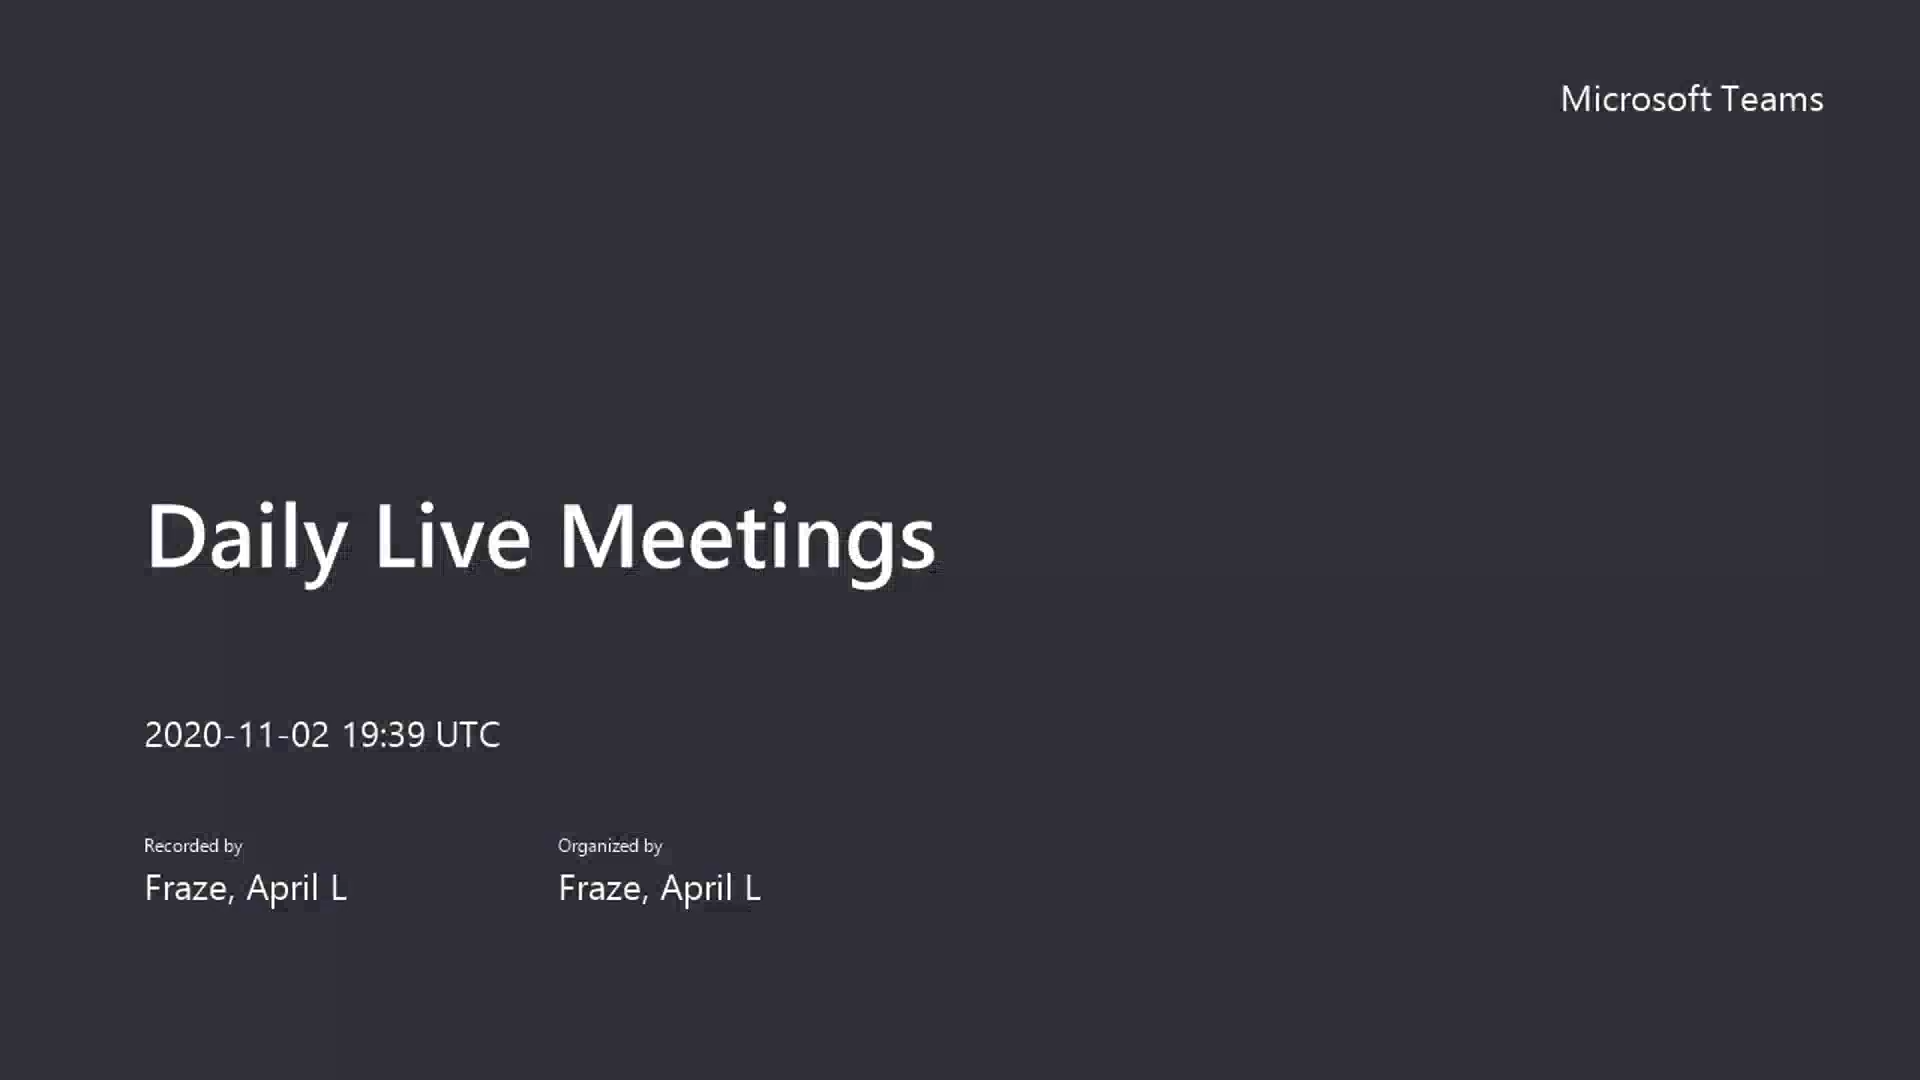 Microsoft Teams
Daily Live Meetings
2020-11-02 19:39 UTC
Recorded by
Fraze, April L
Organized by
Fraze, April L